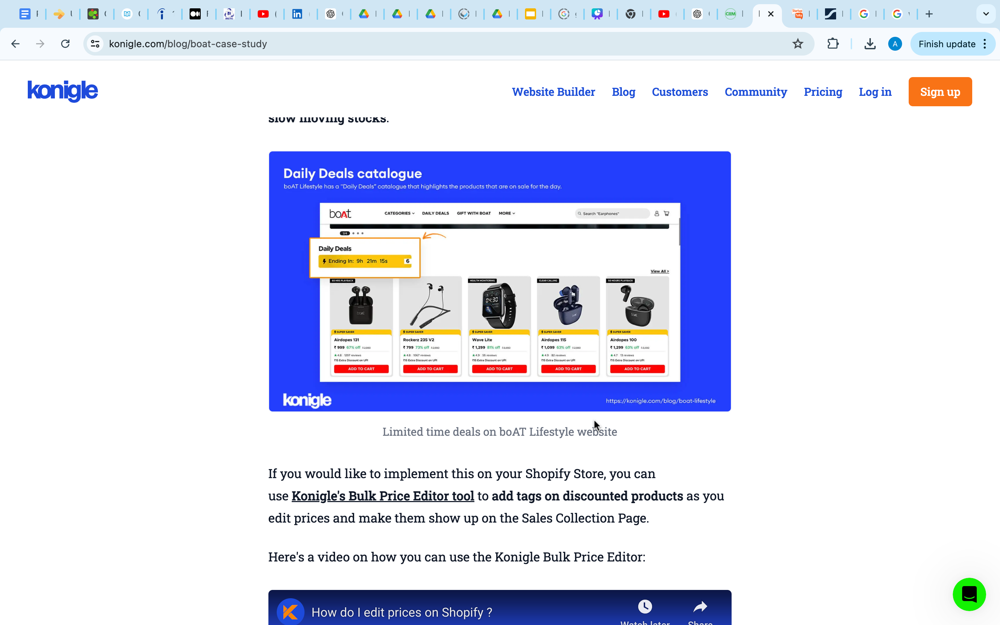 konigle.com/blog/boat-case-study
Finish update
konigle
Website Builder Blog Customers Community Pricing Log in Sign up
slow moving stocks.
Daily Deals catalogue
boAT Lifestyle has a "Daily Deals" catalogue that highlights the products that are on sale for the day.
boAt CATEGORIES DAILY DEALS GIFT WITH BOAT MORE Search "Earphones"
1/4
Daily Deals
Ending In: 9h 21m 15s 6
View All >
60 HRS PLAYBACK HEALTH MONITORING CLEAR CALLING 50 HOURS PLAYBACK
SUPER SAVER SUPER SAVER SUPER SAVER SUPER SAVER SUPER SAVER
Airdopes 131 Rockerz 235 V2 Wave Lite Airdopes 115 Airdopes 100
₹ 999 67% off ₹2,990 ₹ 799 73% off ₹2,990 ₹ 1,299 81% off ₹6,990 ₹ 1,099 63% off ₹2,990 ₹ 1,299 63% off ₹3,490
★4.8 | 1297 reviews ★4.8 | 1067 reviews ★4.9 | 55 reviews ★4.9 | 82 reviews ★4.7 | 13 reviews
₹15 Extra Discount on UPI ₹15 Extra Discount on UPI ₹15 Extra Discount on UPI ₹15 Extra Discount on UPI ₹15 Extra Discount on UPI
ADD TO CART ADD TO CART ADD TO CART ADD TO CART ADD TO CART
konigle https://konigle.com/blog/boat-lifestyle
Limited time deals on boAT Lifestyle website
If you would like to implement this on your Shopify Store, you can
use Konigle's Bulk Price Editor tool to add tags on discounted products as you
edit prices and make them show up on the Sales Collection Page.
Here's a video on how you can use the Konigle Bulk Price Editor:
How do I edit prices on Shopify ?
Watch later Share